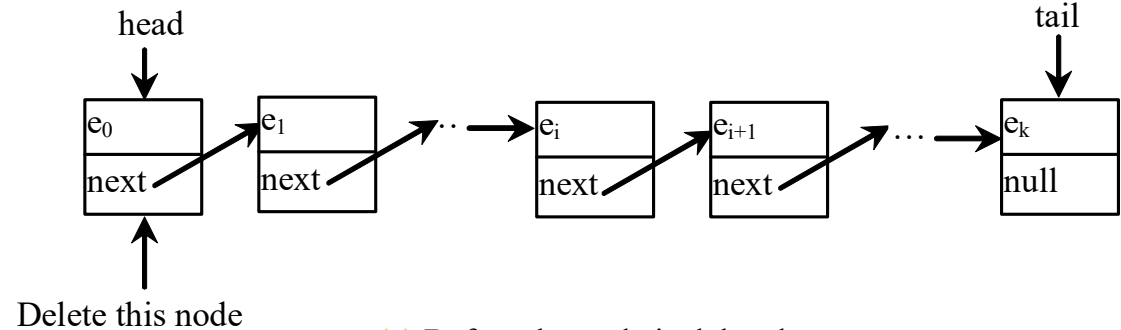 head
tail
e0 e1 ·· ei ei+1 ··· ek
next next next next null
Delete this node